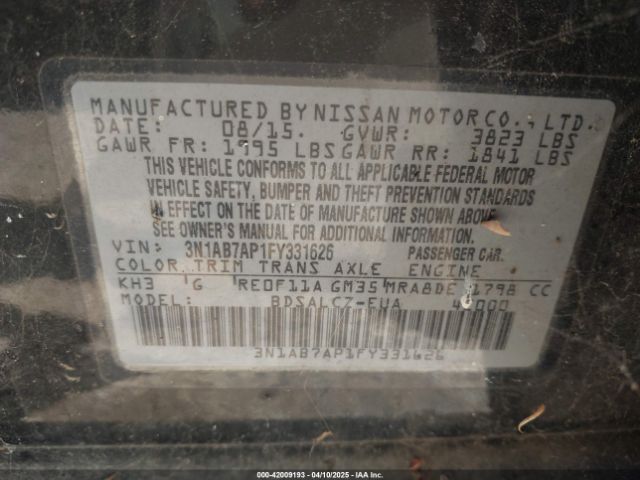 MANUFACTURED BY NISSAN MOTOR CO., LTD.
DATE: 08/15. GVWR: 3823 LBS
GAWR FR: 1995 LBS GAWR RR: 1841 LBS
THIS VEHICLE CONFORMS TO ALL APPLICABLE FEDERAL MOTOR
VEHICLE SAFETY, BUMPER AND THEFT PREVENTION STANDARDS
IN EFFECT ON THE DATE OF MANUFACTURE SHOWN ABOVE.
SEE OWNER'S MANUAL FOR ADDITIONAL INFORMATION.
VIN: 3N1AB7AP1FY331626 PASSENGER CAR.
COLOR TRIM TRANS AXLE ENGINE
KH3 G RE0F11A GM35 MRA8DE 1798 CC
MODEL: BDSALCZ-EUA
3N1AB7AP1FY331626
000-42009193 - 04/10/2025 - IAA Inc.